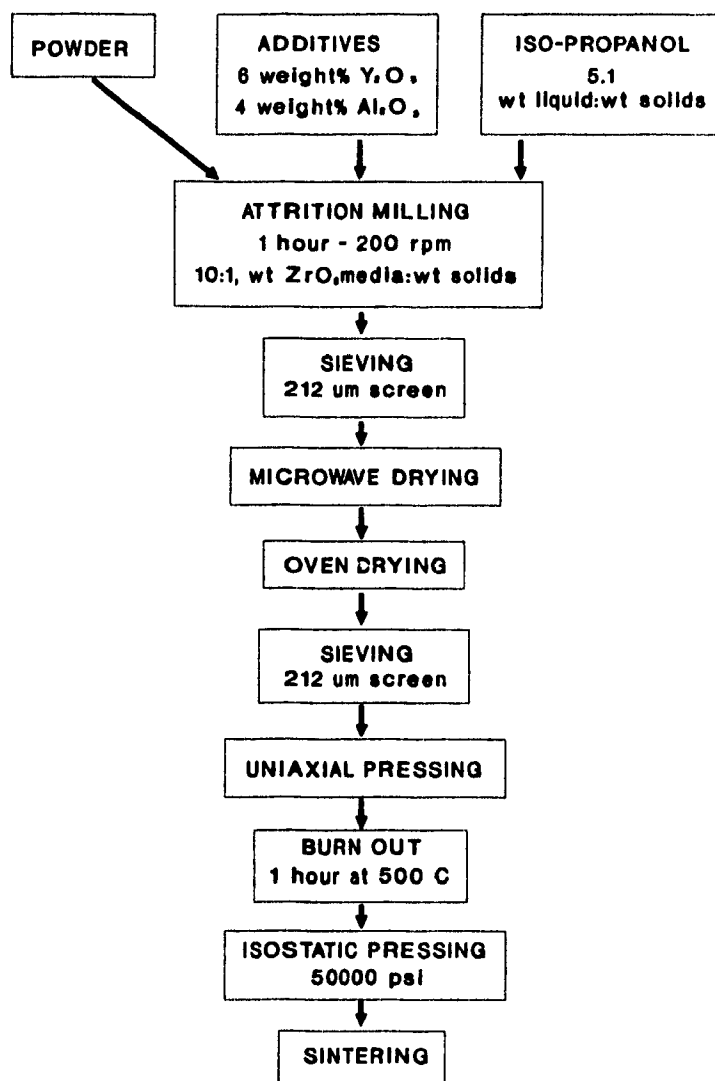 POWDER
ADDITIVES
6 weight% Y₂O₃
4 weight% Al₂O₃
ISO-PROPANOL
5.1
wt liquid:wt solids
ATTRITION MILLING
1 hour - 200 rpm
10:1, wt ZrO₂media:wt solids
SIEVING
212 um screen
MICROWAVE DRYING
OVEN DRYING
SIEVING
212 um screen
UNIAXIAL PRESSING
BURN OUT
1 hour at 500 C
ISOSTATIC PRESSING
50000 psi
SINTERING